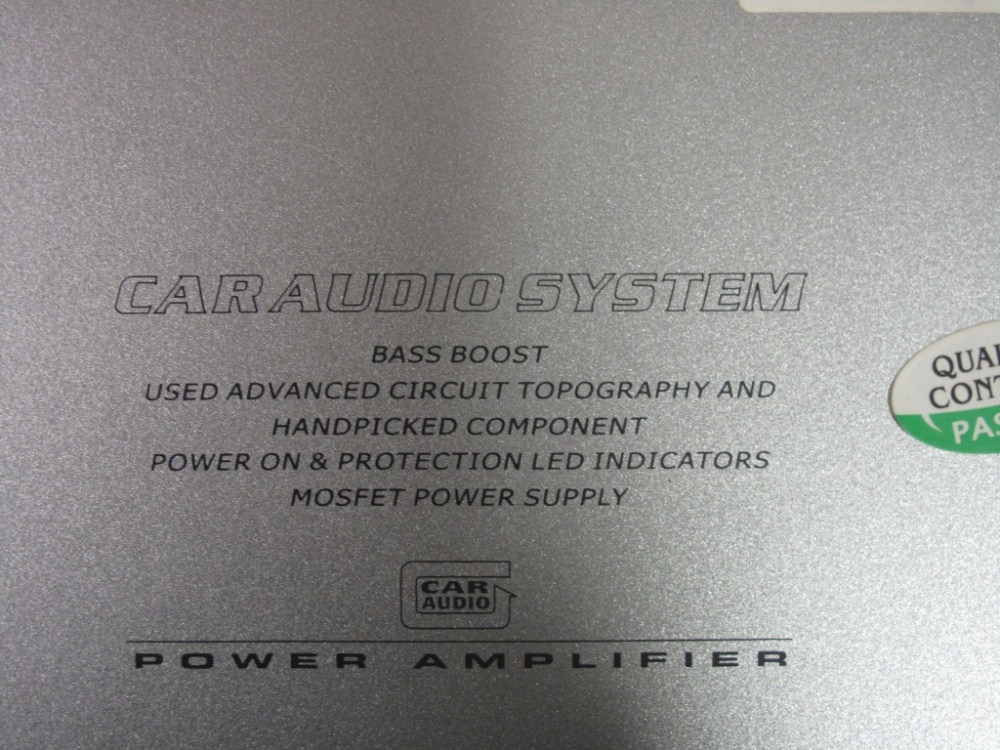 CAR AUDIO SYSTEM
BASS BOOST
USED ADVANCED CIRCUIT TOPOGRAPHY AND
HANDPICKED COMPONENT
POWER ON & PROTECTION LED INDICATORS
MOSFET POWER SUPPLY
CAR
AUDIO
POWER AMPLIFIER